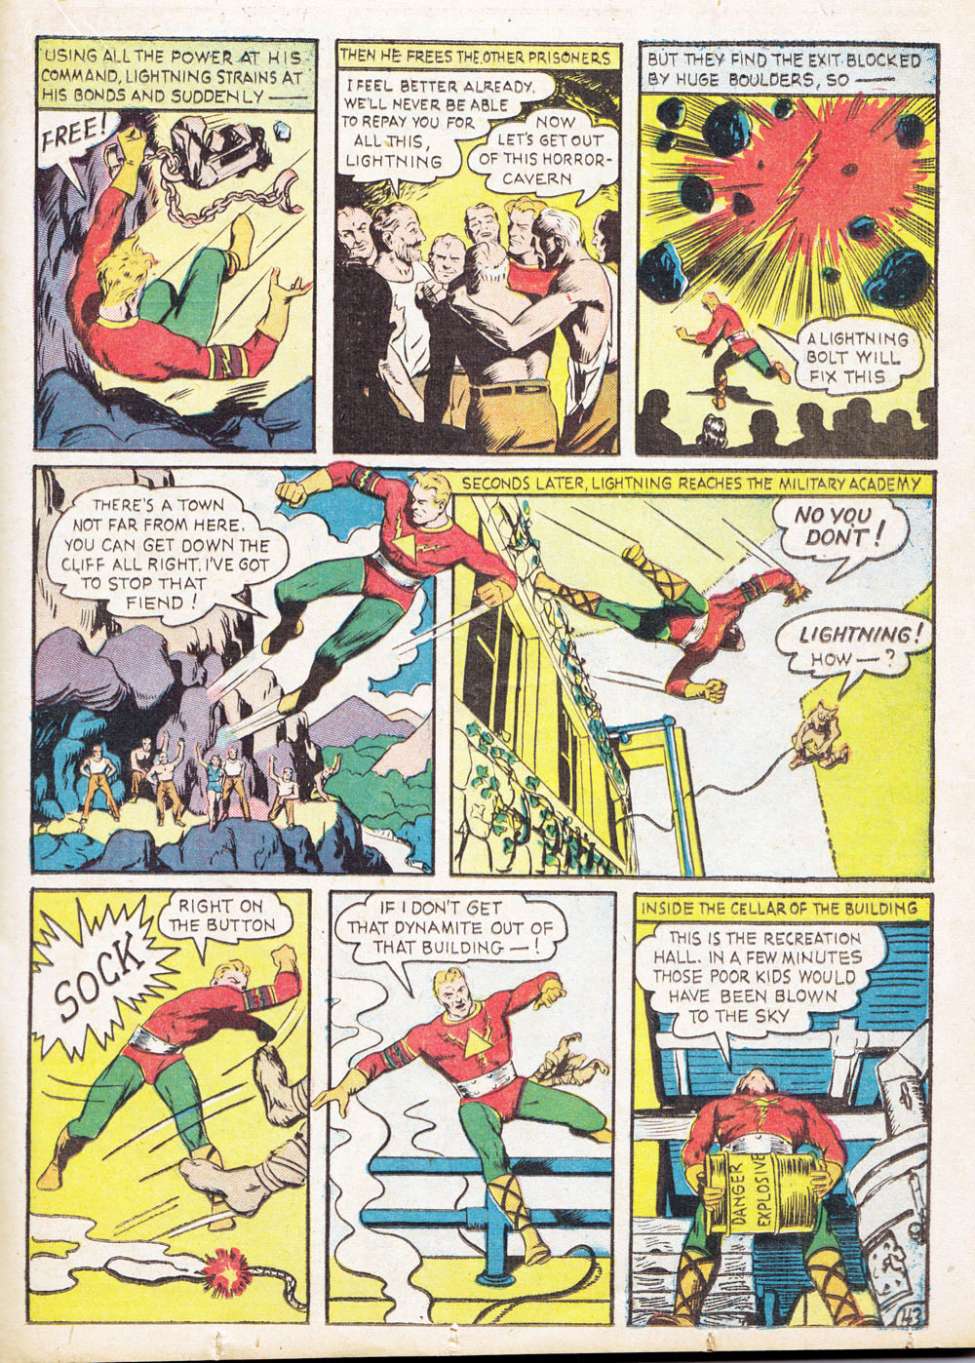 USING ALL THE POWER AT HIS
COMMAND, LIGHTNING STRAINS AT
HIS BONDS AND SUDDENLY —
FREE!
THEN HE FREES THE OTHER PRISONERS
I FEEL BETTER ALREADY.
WE'LL NEVER BE ABLE
TO REPAY YOU FOR
ALL THIS,
LIGHTNING
NOW
LET'S GET OUT
OF THIS HORROR-
CAVERN
BUT THEY FIND THE EXIT BLOCKED
BY HUGE BOULDERS, SO —
A LIGHTNING
BOLT WILL
FIX THIS
THERE'S A TOWN
NOT FAR FROM HERE.
YOU CAN GET DOWN THE
CLIFF ALL RIGHT. I'VE GOT
TO STOP THAT
FIEND!
SECONDS LATER, LIGHTNING REACHES THE MILITARY ACADEMY
NO YOU
DON'T!
LIGHTNING!
HOW —?
SOCK
RIGHT ON
THE BUTTON
IF I DON'T GET
THAT DYNAMITE OUT OF
THAT BUILDING —!
INSIDE THE CELLAR OF THE BUILDING
THIS IS THE RECREATION
HALL. IN A FEW MINUTES
THOSE POOR KIDS WOULD
HAVE BEEN BLOWN
TO THE SKY
DANGER
EXPLOSIVE
43